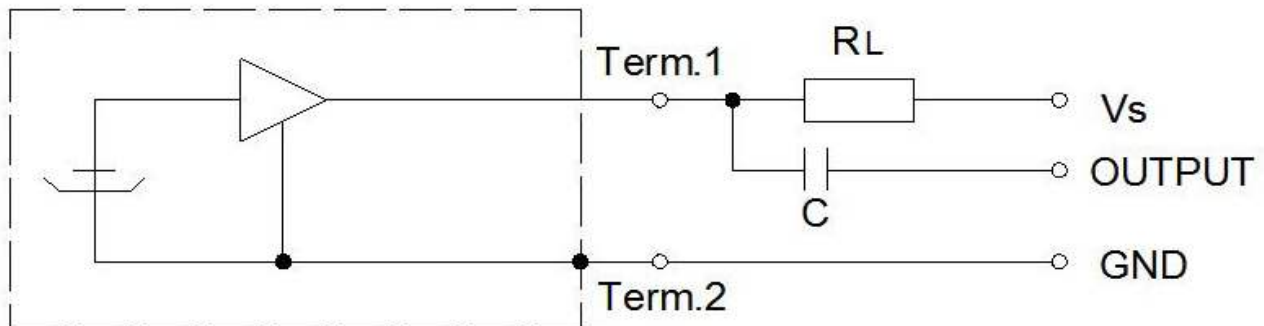 Term.1
RL
Vs
OUTPUT
C
GND
Term.2